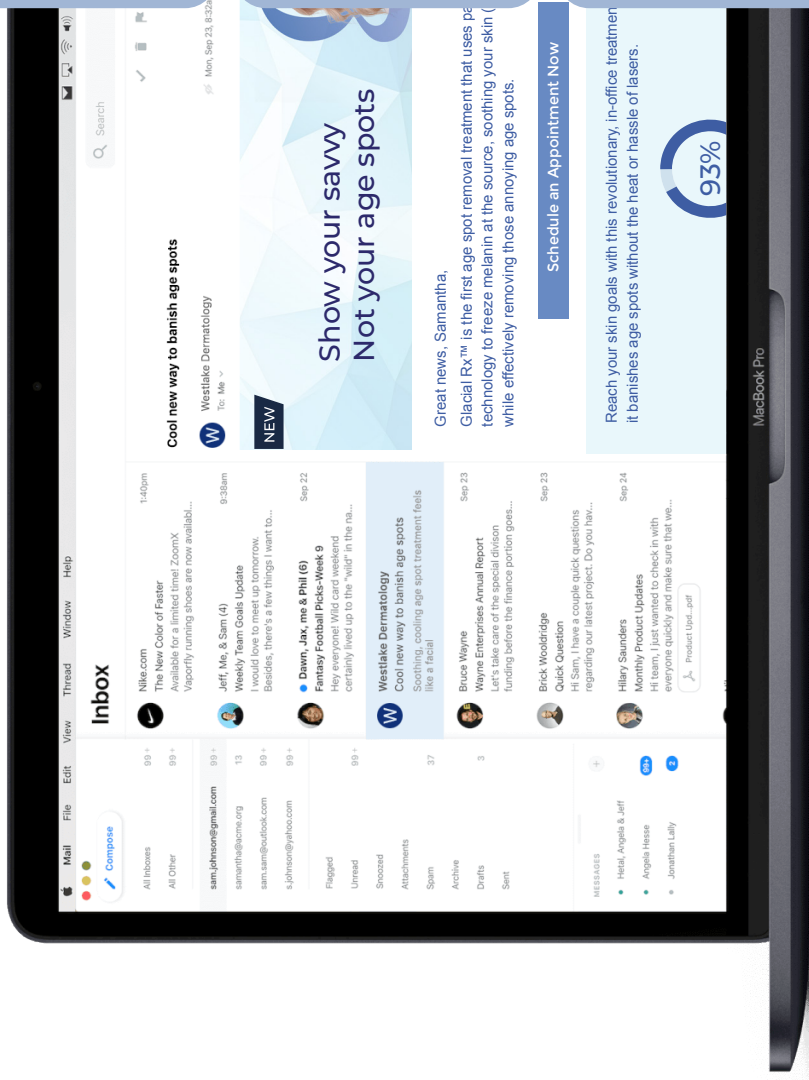 Mail File Edit View Thread Window Help
Compose
All Inboxes 99+
All Other 99+
sam.johnson@gmail.com 99+
samantha@acme.org 13
sam.sam@outlook.com 99+
s.johnson@yahoo.com 99+
Flagged
Unread 99+
Snoozed
Attachments
Spam 37
Archive
Drafts 3
Sent
MESSAGES +
Hetal, Angela & Jeff
Angela Hesse 99+
Jonathan Laily 2
Inbox
Nike.com 1:40pm
The New Color of Faster
Available for a limited time! ZoomX
Vaporfly running shoes are now availabl...
Jeff, Me, & Sam (4) 9:38am
Weekly Team Goals Update
I would love to meet up tomorrow.
Besides, there's a few things I want to...
Dawn, Jax, me & Phil (6) Sep 22
Fantasy Football Picks-Week 9
Hey everyone! Wild card weekend
certainly lived up to the "wild" in the na...
W
Westlake Dermatology
Cool new way to banish age spots
Soothing, cooling age spot treatment feels
like a facial
Bruce Wayne Sep 23
Wayne Enterprises Annual Report
Let's take care of the special divison
funding before the finance portion goes...
Brick Wooldridge Sep 23
Quick Question
Hi Sam, I have a couple quick questions
regarding our latest project. Do you hav...
Hilary Saunders Sep 24
Monthly Product Updates
Hi team, I just wanted to check in with
everyone quickly and make sure that we...
Product Upd...pdf
Search
Cool new way to banish age spots
W
Westlake Dermatology Mon, Sep 23, 8:32a
To: Me
NEW
Show your savvy
Not your age spots
Great news, Samantha,
Glacial Rx™ is the first age spot removal treatment that uses pa
technology to freeze melanin at the source, soothing your skin (
while effectively removing those annoying age spots.
Schedule an Appointment Now
Reach your skin goals with this revolutionary, in-office treatmen
it banishes age spots without the heat or hassle of lasers.
93%
MacBook Pro